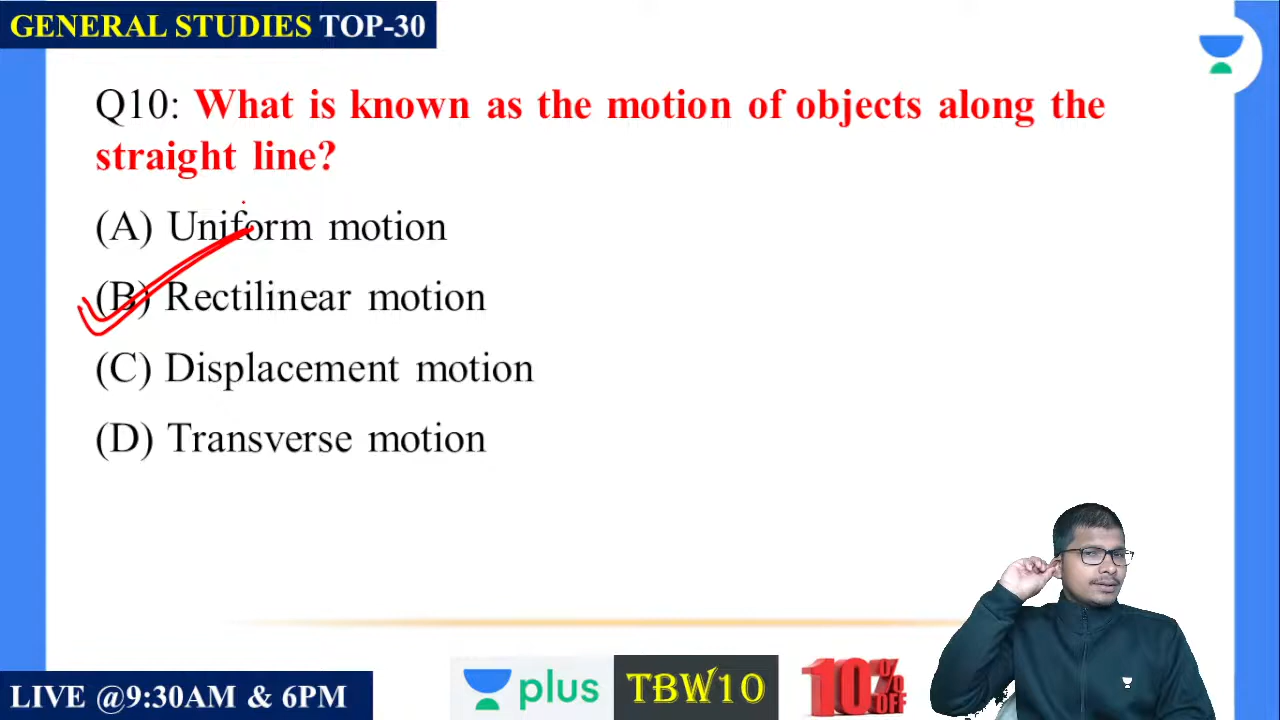 GENERAL STUDIES TOP-30
Q10: What is known as the motion of objects along the
straight line?
(A) Uniform motion
(B) Rectilinear motion
(C) Displacement motion
(D) Transverse motion
LIVE @9:30AM & 6PM
plus
TBW10
10% OFF